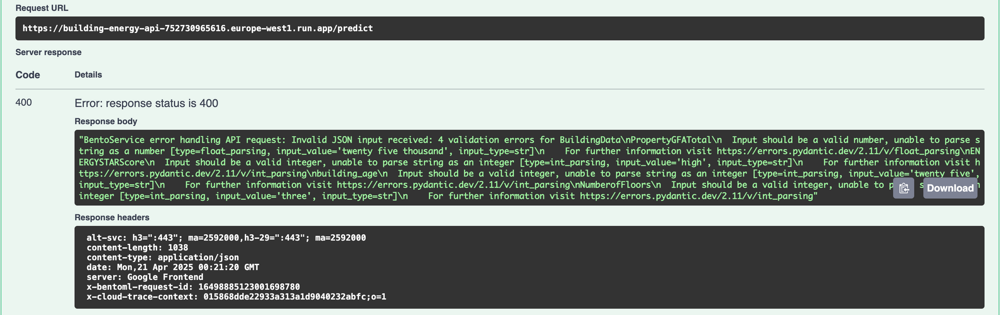 Request URL
https://building-energy-api-752730965616.europe-west1.run.app/predict
Server response
Code Details
400 Error: response status is 400
Response body
"BentoService error handling API request: Invalid JSON input received: 4 validation errors for BuildingData\nPropertyGFATotal\n  Input should be a valid number, unable to parse s
tring as a number [type=float_parsing, input_value='twenty five thousand', input_type=str]\n    For further information visit https://errors.pydantic.dev/2.11/v/float_parsing\nEN
ERGYSTARScore\n  Input should be a valid integer, unable to parse string as an integer [type=int_parsing, input_value='high', input_type=str]\n    For further information visit h
ttps://errors.pydantic.dev/2.11/v/int_parsing\nbuilding_age\n  Input should be a valid integer, unable to parse string as an integer [type=int_parsing, input_value='twenty five',
input_type=str]\n    For further information visit https://errors.pydantic.dev/2.11/v/int_parsing\nNumberofFloors\n  Input should be a valid integer, unable to
Download
integer [type=int_parsing, input_value='three', input_type=str]\n    For further information visit https://errors.pydantic.dev/2.11/v/int_parsing"
Response headers
alt-svc: h3=":443"; ma=2592000,h3-29=":443"; ma=2592000
content-length: 1038
content-type: application/json
date: Mon,21 Apr 2025 00:21:20 GMT
server: Google Frontend
x-bentoml-request-id: 16498885123001698780
x-cloud-trace-context: 015868dde22933a313a1d9040232abfc;o=1